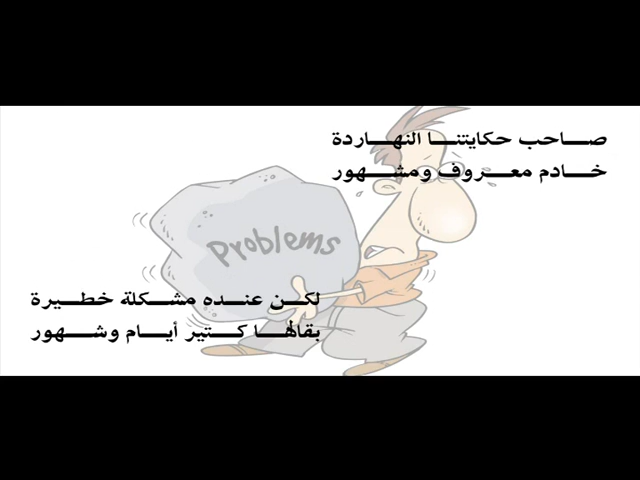 صاحب حكايتنا النهاردة
خادم معروف ومشهور
Problems
لكن عنده مشكلة خطيرة
بقالها كتير أيام وشهور